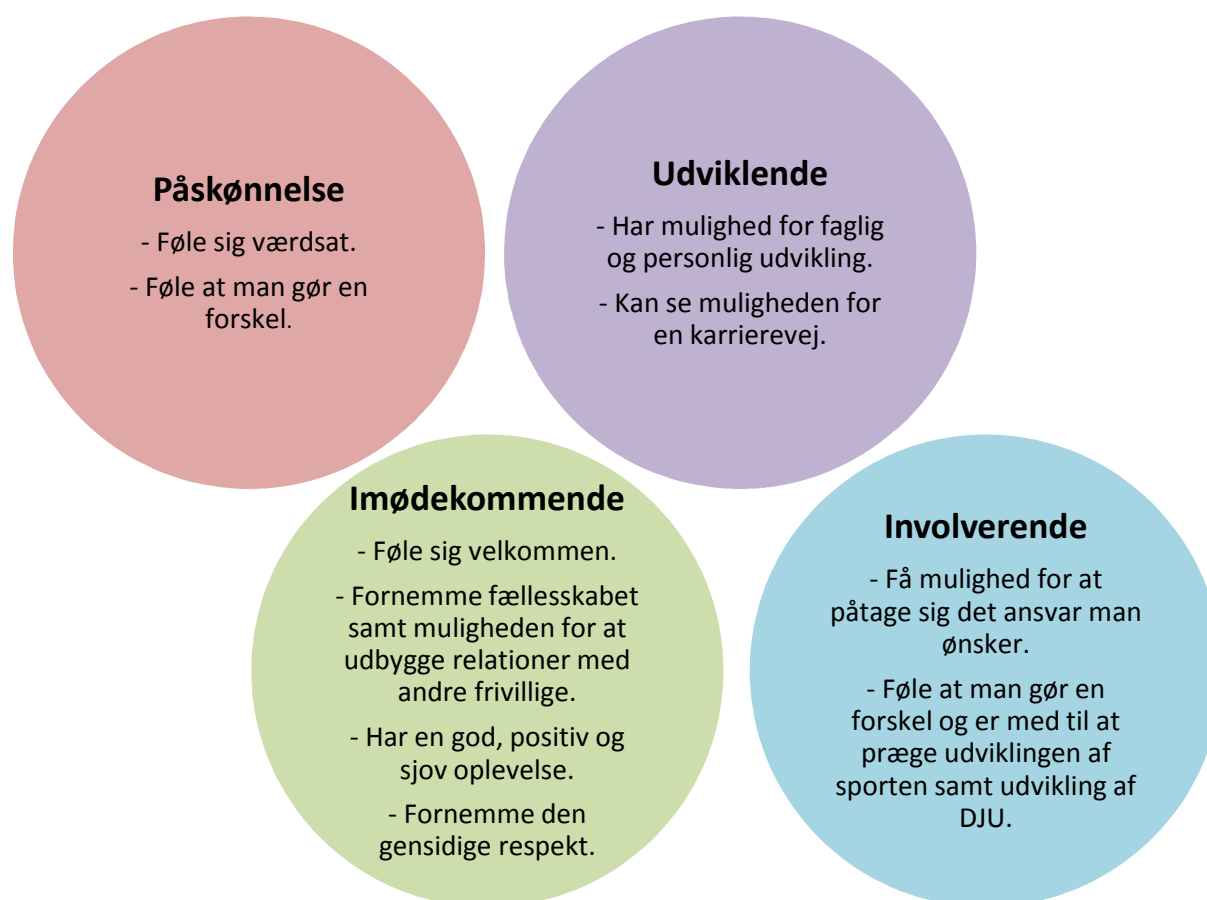 Påskønnelse
- Føle sig værdsat.
- Føle at man gør en
forskel.
Udviklende
- Har mulighed for faglig
og personlig udvikling.
- Kan se muligheden for
en karrierevej.
Imødekommende
- Føle sig velkommen.
- Fornemme fællesskabet
samt muligheden for at
udbygge relationer med
andre frivillige.
- Har en god, positiv og
sjov oplevelse.
- Fornemme den
gensidige respekt.
Involverende
- Få mulighed for at
påtage sig det ansvar man
ønsker.
- Føle at man gør en
forskel og er med til at
præge udviklingen af
sporten samt udvikling af
DJU.